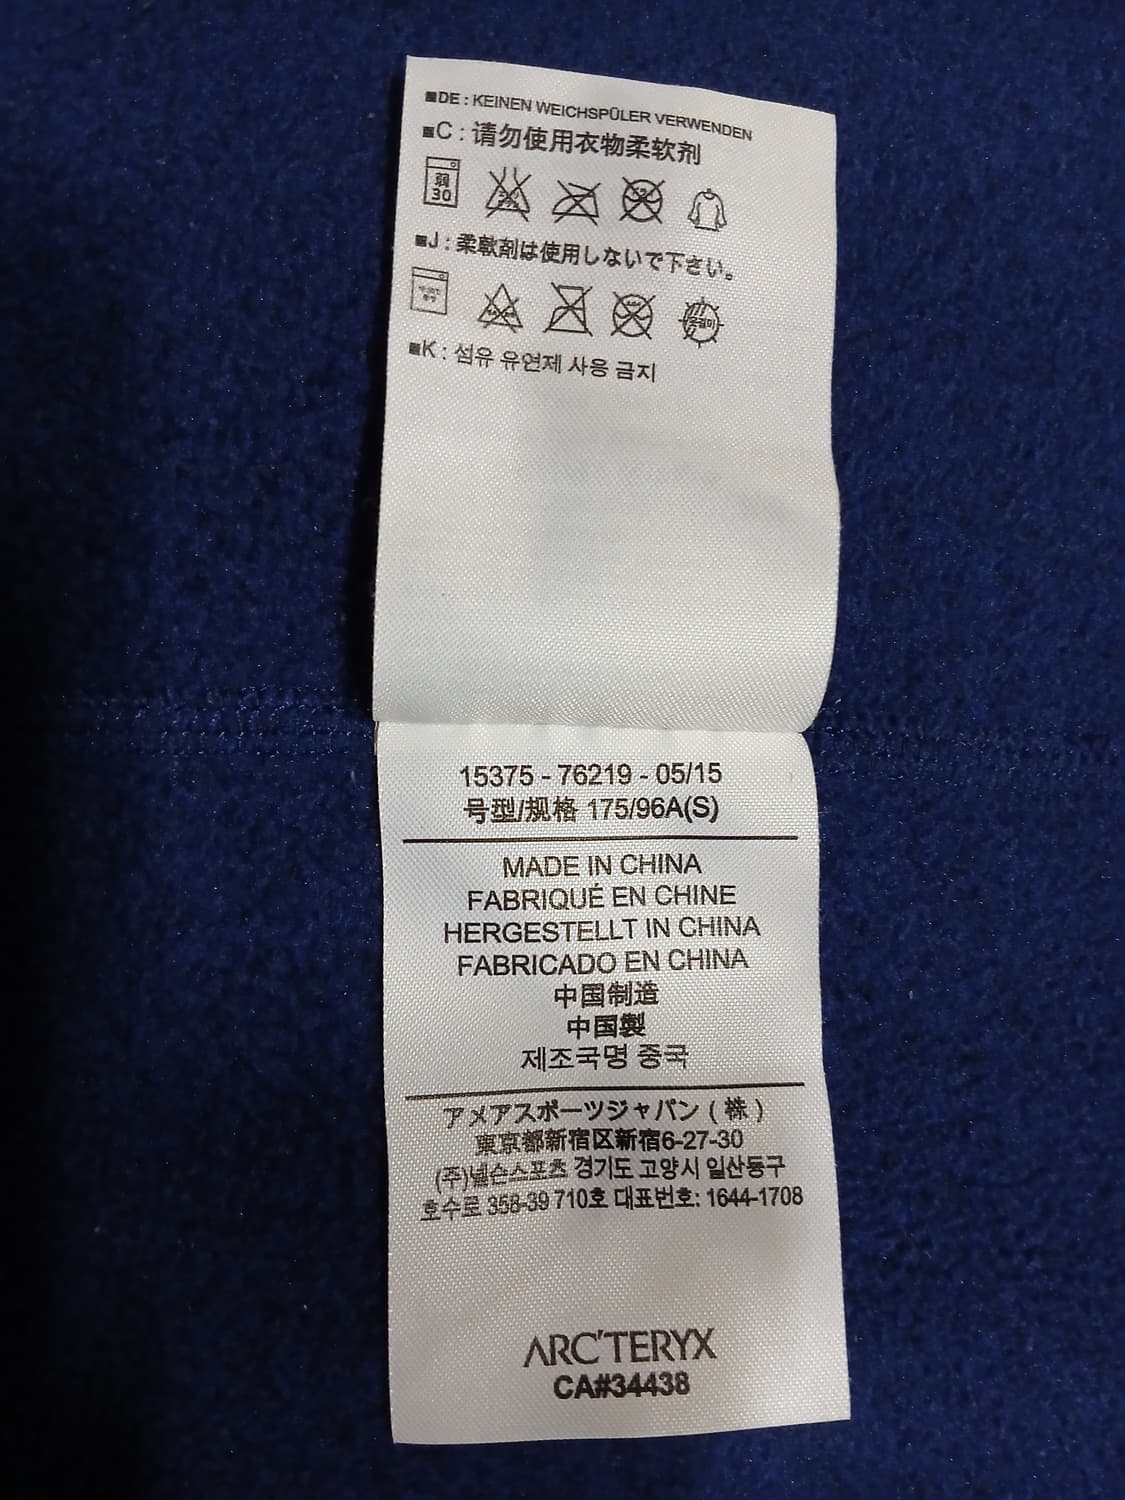 ■DE : KEINEN WEICHSPÜLER VERWENDEN
■C : 请勿使用衣物柔软剂
弱
30
■J : 柔軟剤は使用しないで下さい。
■K : 섬유 유연제 사용 금지
15375 - 76219 - 05/15
号型/规格 175/96A(S)
MADE IN CHINA
FABRIQUÉ EN CHINE
HERGESTELLT IN CHINA
FABRICADO EN CHINA
中国制造
中国製
제조국명 중국
アメアスポーツジャパン ( 株 )
東京都新宿区新宿6-27-30
(주)넬슨스포츠 경기도 고양시 일산동구
호수로 358-39 710호 대표번호: 1644-1708
ARC'TERYX
CA#34438